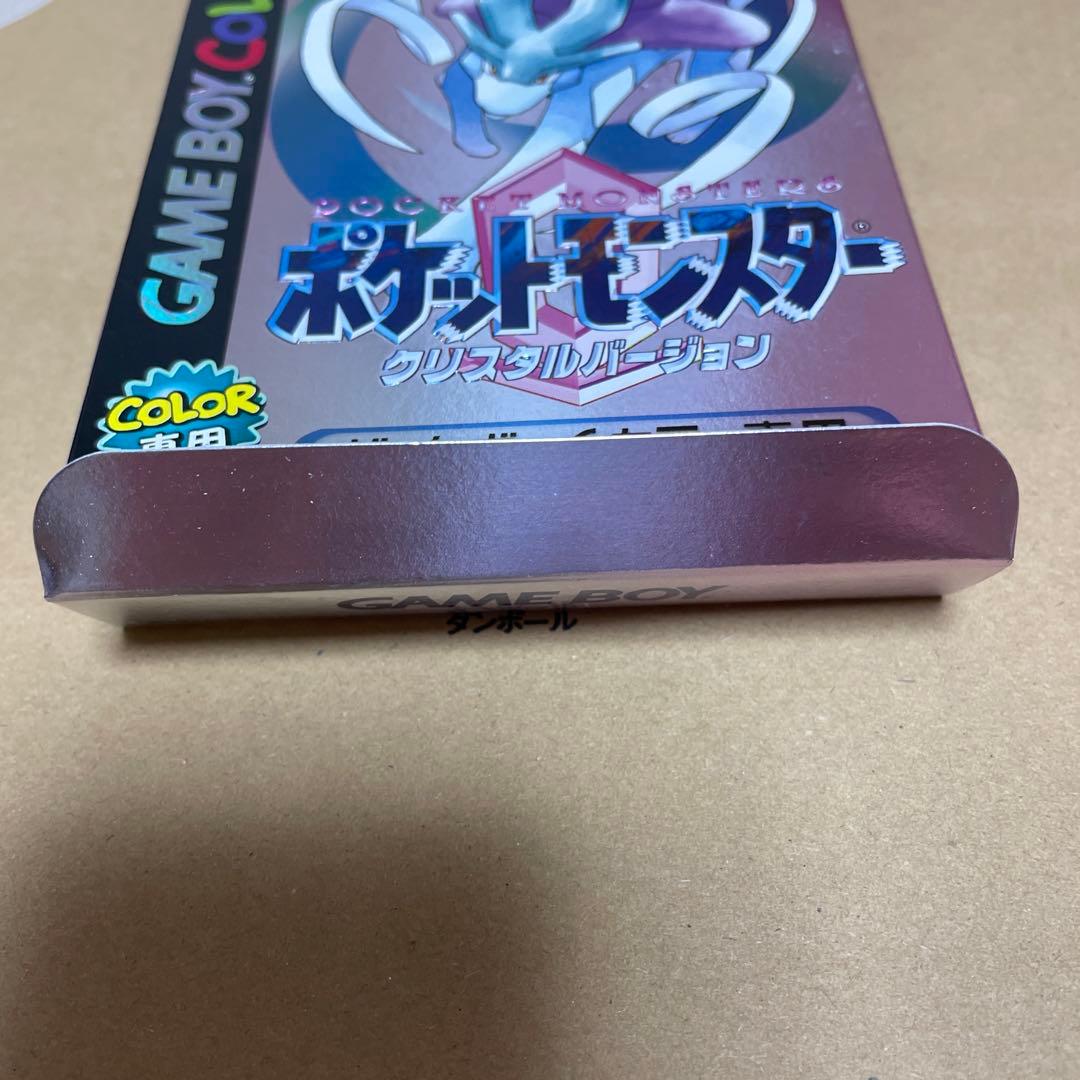 GAME BOY COL
POCKET MONSTERS
ポケットモンスター
クリスタルバージョン
COLOR
専用
GAME BOY
ダンボール